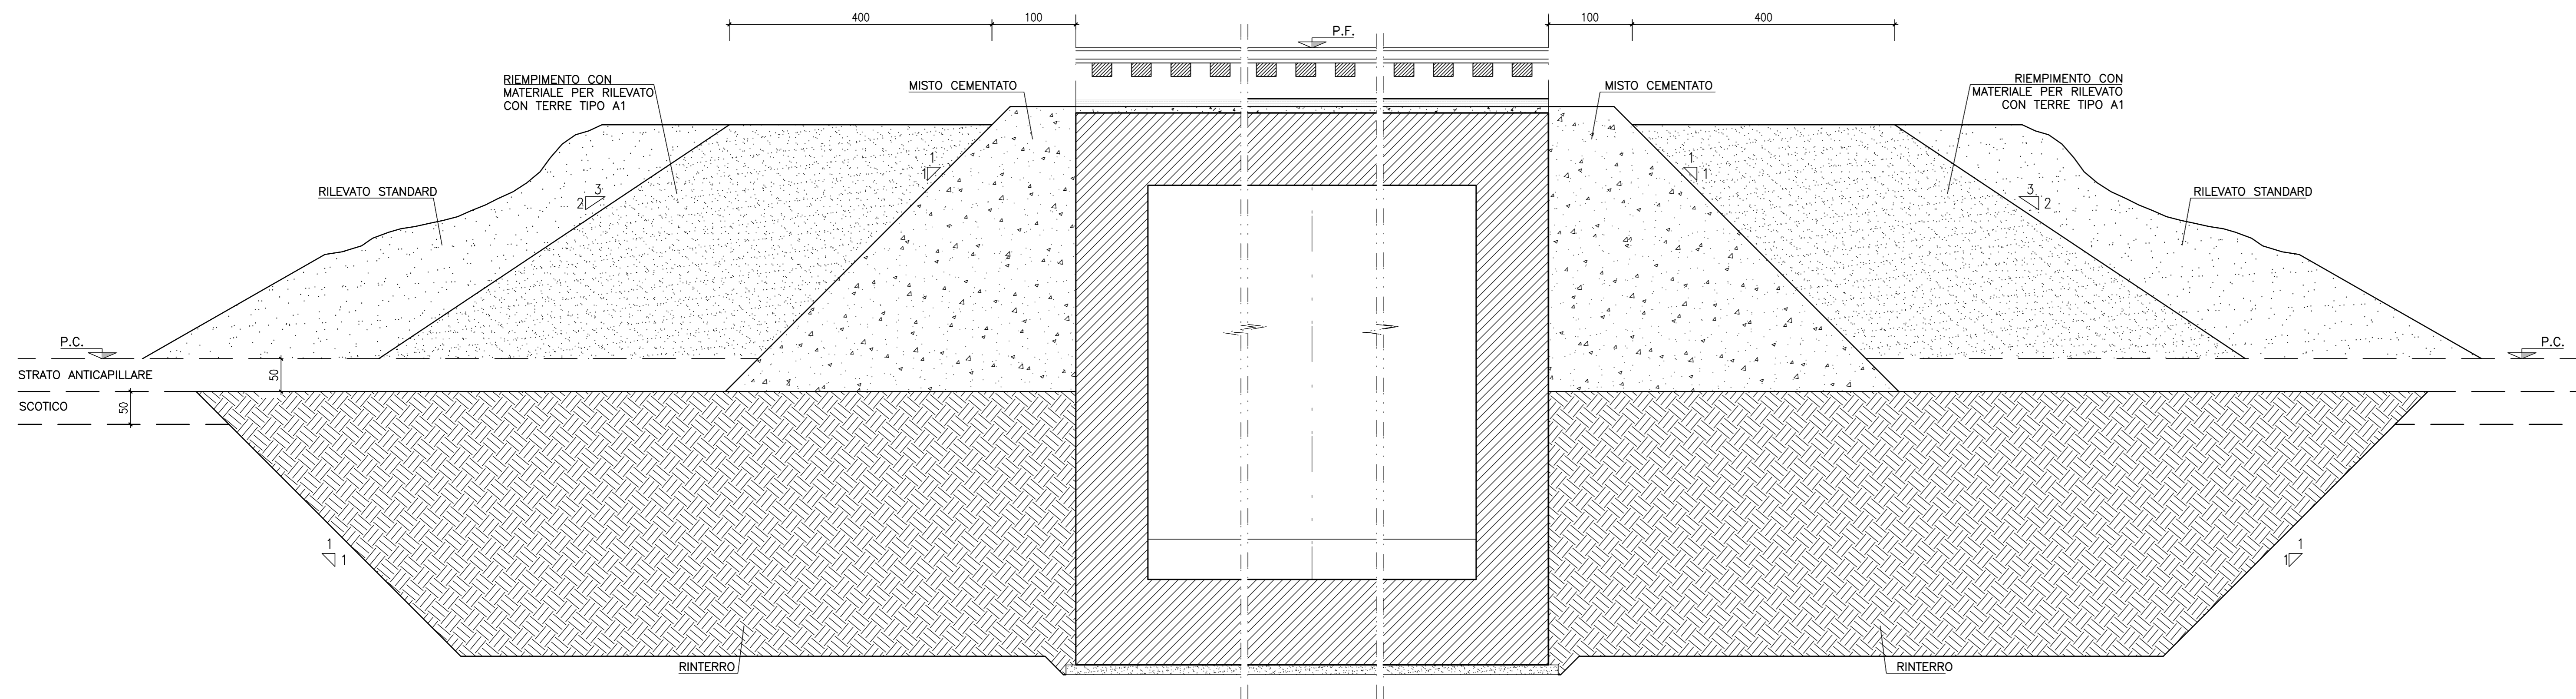 400
100
100
400
P.F.
RIEMPIMENTO CON
MATERIALE PER RILEVATO
CON TERRE TIPO A1
MISTO CEMENTATO
MISTO CEMENTATO
RIEMPIMENTO CON
MATERIALE PER RILEVATO
CON TERRE TIPO A1
1
1
1
1
RILEVATO STANDARD
3
2
3
2
RILEVATO STANDARD
P.C.
P.C.
STRATO ANTICAPILLARE
50
SCOTICO
50
1
1
1
1
RINTERRO
RINTERRO